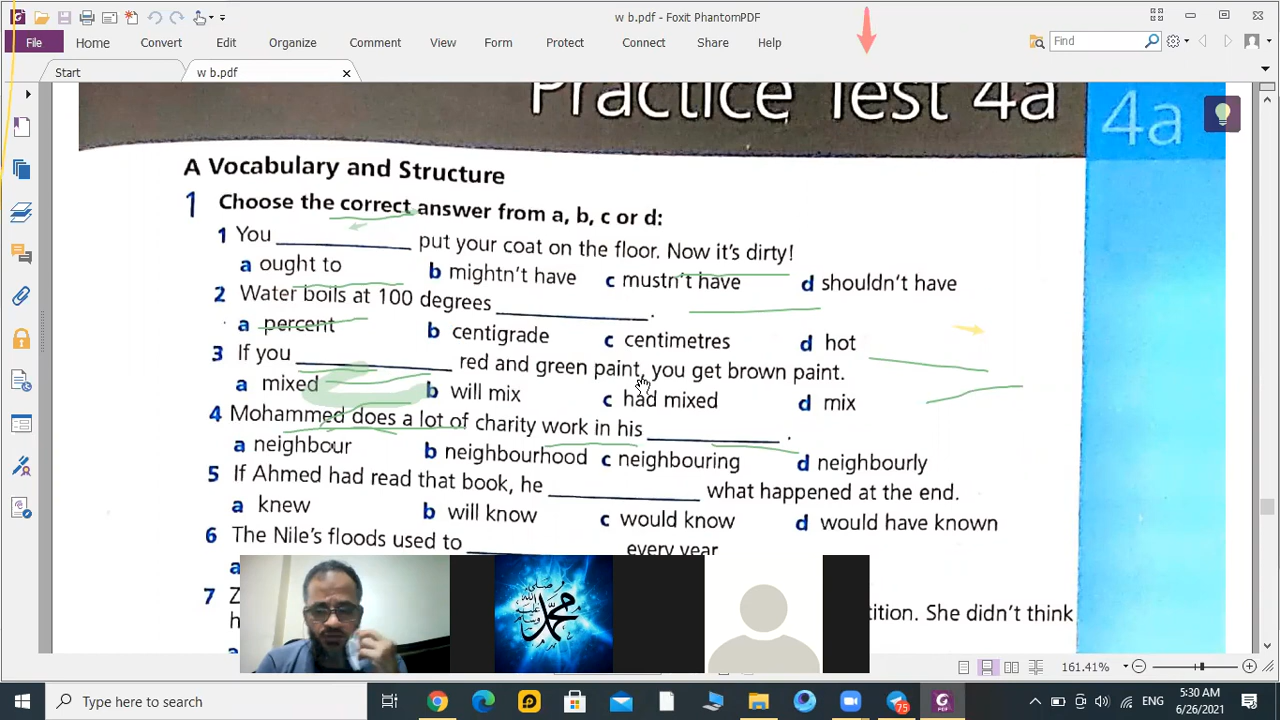 w b.pdf - Foxit PhantomPDF
File Home Convert Edit Organize Comment View Form Protect Connect Share Help Find
Start w b.pdf
Practice Test 4a
4a
A Vocabulary and Structure
1 Choose the correct answer from a, b, c or d:
1 You __________ put your coat on the floor. Now it's dirty!
a ought to b mightn't have c mustn't have d shouldn't have
2 Water boils at 100 degrees __________ .
a percent b centigrade c centimetres d hot
3 If you __________ red and green paint, you get brown paint.
a mixed b will mix c had mixed d mix
4 Mohammed does a lot of charity work in his __________ .
a neighbour b neighbourhood c neighbouring d neighbourly
5 If Ahmed had read that book, he __________ what happened at the end.
a knew b will know c would know d would have known
6 The Nile's floods used to __________ every year
7 Z
tition. She didn't think
h
161.41%
Type here to search
75
ENG
5:30 AM
6/26/2021